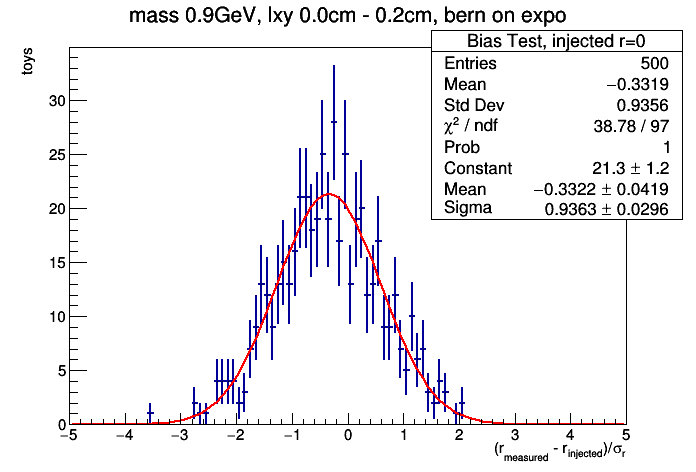 mass 0.9GeV, lxy 0.0cm - 0.2cm, bern on expo
toys
Bias Test, injected r=0
Entries 500
Mean −0.3319
Std Dev 0.9356
χ² / ndf 38.78 / 97
Prob 1
Constant 21.3 ± 1.2
Mean −0.3322 ± 0.0419
Sigma 0.9363 ± 0.0296
30
25
20
15
10
5
0
−5 −4 −3 −2 −1 0 1 2 3 4 5
(r_measured - r_injected)/σ_r